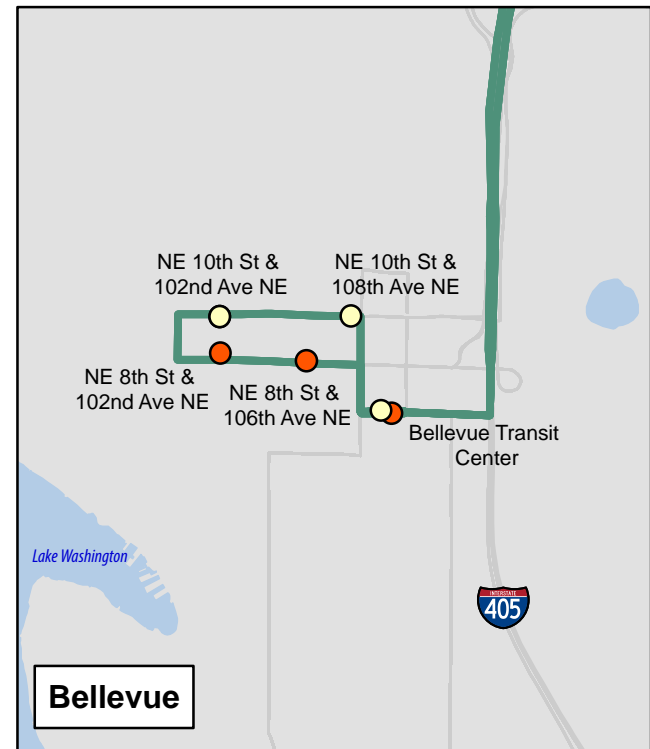 NE 10th St &
102nd Ave NE
NE 10th St &
108th Ave NE
NE 8th St &
102nd Ave NE
NE 8th St &
106th Ave NE
Bellevue Transit
Center
Lake Washington
INTERSTATE
405
Bellevue